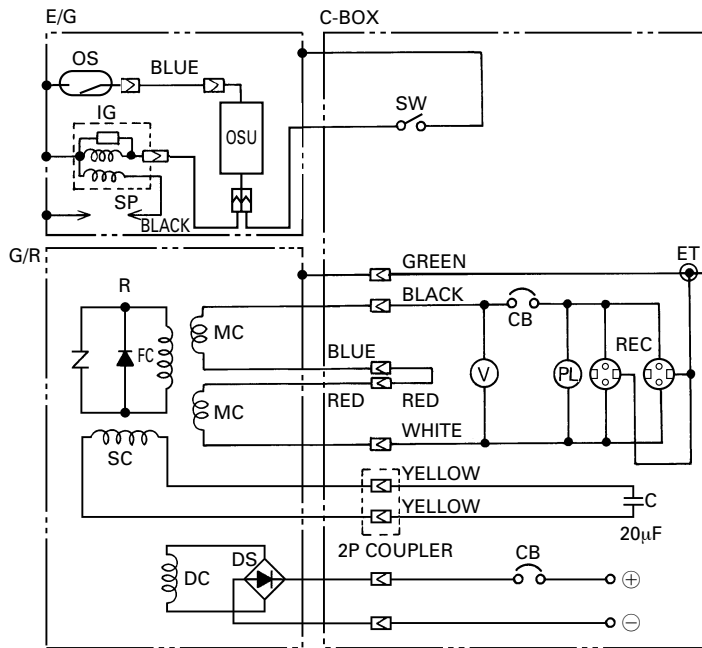 E/G
C-BOX
OS
BLUE
SW
IG
OSU
SP
BLACK
G/R
GREEN
ET
R
BLACK
CB
MC
FC
REC
BLUE
V
PL
RED
RED
MC
WHITE
SC
YELLOW
YELLOW
C
20μF
2P COUPLER
DS
CB
DC
+
−